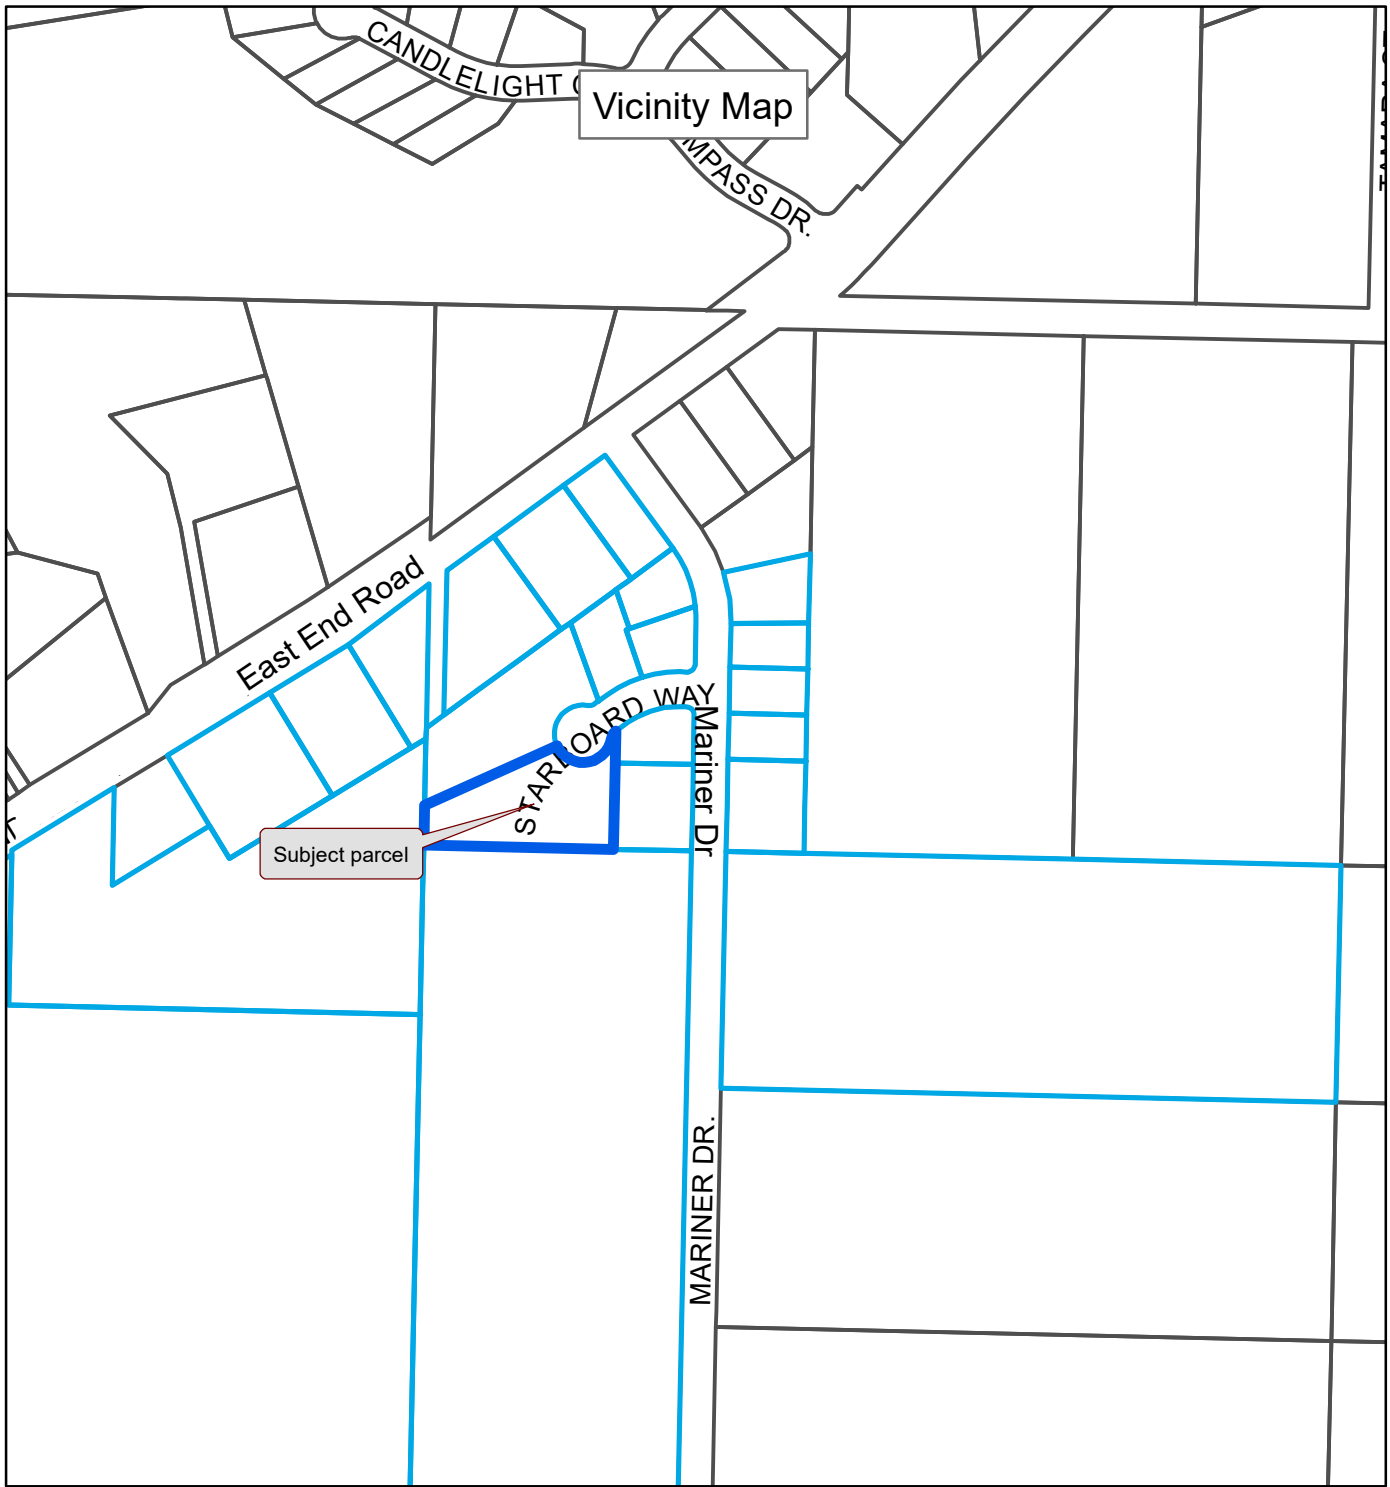 CANDLELIGHT
Vicinity Map
MPASS DR.
East End Road
STARBOARD WAY
Mariner Dr
Subject parcel
MARINER DR.